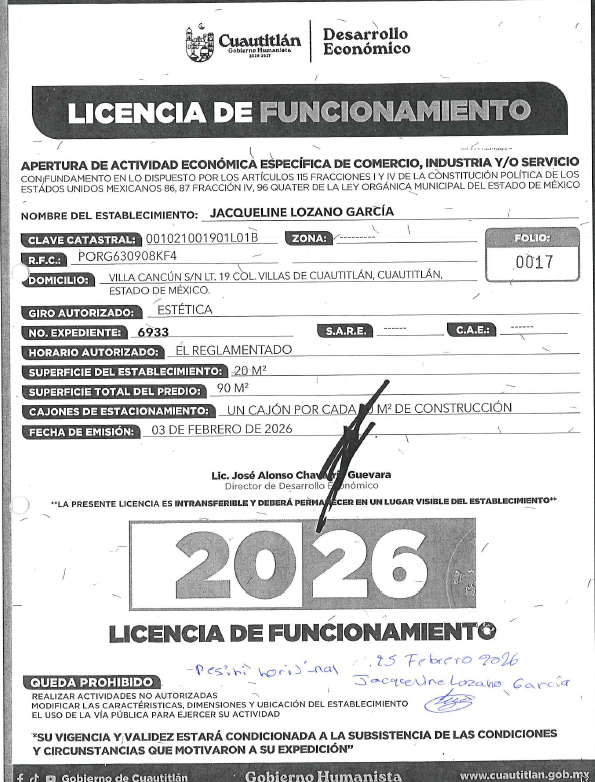 Cuautitlán
Gobierno Humanista
2025-2027
Desarrollo
Económico
LICENCIA DE FUNCIONAMIENTO
APERTURA DE ACTIVIDAD ECONÓMICA ESPECÍFICA DE COMERCIO, INDUSTRIA Y/O SERVICIO
CON FUNDAMENTO EN LO DISPUESTO POR LOS ARTÍCULOS 115 FRACCIONES I Y IV DE LA CONSTITUCIÓN POLÍTICA DE LOS
ESTADOS UNIDOS MEXICANOS 86, 87 FRACCIÓN IV, 96 QUATER DE LA LEY ORGÁNICA MUNICIPAL DEL ESTADO DE MÉXICO
NOMBRE DEL ESTABLECIMIENTO: JACQUELINE LOZANO GARCÍA
CLAVE CATASTRAL: 001021001901L01B ZONA: ----------
FOLIO:
0017
R.F.C.: PORG630908KF4
DOMICILIO: VILLA CANCÚN S/N LT. 19 COL. VILLAS DE CUAUTITLÁN, CUAUTITLÁN,
ESTADO DE MÉXICO.
GIRO AUTORIZADO: ESTÉTICA
NO. EXPEDIENTE: 6933 S.A.R.E.: ------ C.A.E.: ------
HORARIO AUTORIZADO: EL REGLAMENTADO
SUPERFICIE DEL ESTABLECIMIENTO: 20 M²
SUPERFICIE TOTAL DEL PREDIO: 90 M²
CAJONES DE ESTACIONAMIENTO: UN CAJÓN POR CADA M² DE CONSTRUCCIÓN
FECHA DE EMISIÓN: 03 DE FEBRERO DE 2026
Lic. José Alonso Chavarría Guevara
Director de Desarrollo Económico
**LA PRESENTE LICENCIA ES INTRANSFERIBLE Y DEBERÁ PERMANECER EN UN LUGAR VISIBLE DEL ESTABLECIMIENTO**
2026
LICENCIA DE FUNCIONAMIENTO
25 Febrero 2026
Jacqueline Lozano García
QUEDA PROHIBIDO
REALIZAR ACTIVIDADES NO AUTORIZADAS
MODIFICAR LAS CARACTERÍSTICAS, DIMENSIONES Y UBICACIÓN DEL ESTABLECIMIENTO
EL USO DE LA VÍA PÚBLICA PARA EJERCER SU ACTIVIDAD
"SU VIGENCIA Y VALIDEZ ESTARÁ CONDICIONADA A LA SUBSISTENCIA DE LAS CONDICIONES
Y CIRCUNSTANCIAS QUE MOTIVARON A SU EXPEDICIÓN"
Gobierno de Cuautitlán Gobierno Humanista www.cuautitlan.gob.mx